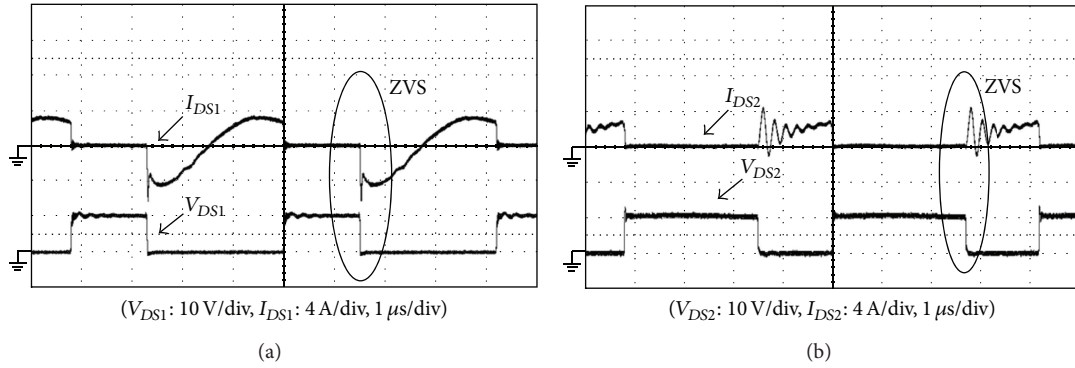 ZVS
I_DS1
V_DS1
(V_DS1: 10 V/div, I_DS1: 4 A/div, 1 μs/div)
(a)
ZVS
I_DS2
V_DS2
(V_DS2: 10 V/div, I_DS2: 4 A/div, 1 μs/div)
(b)